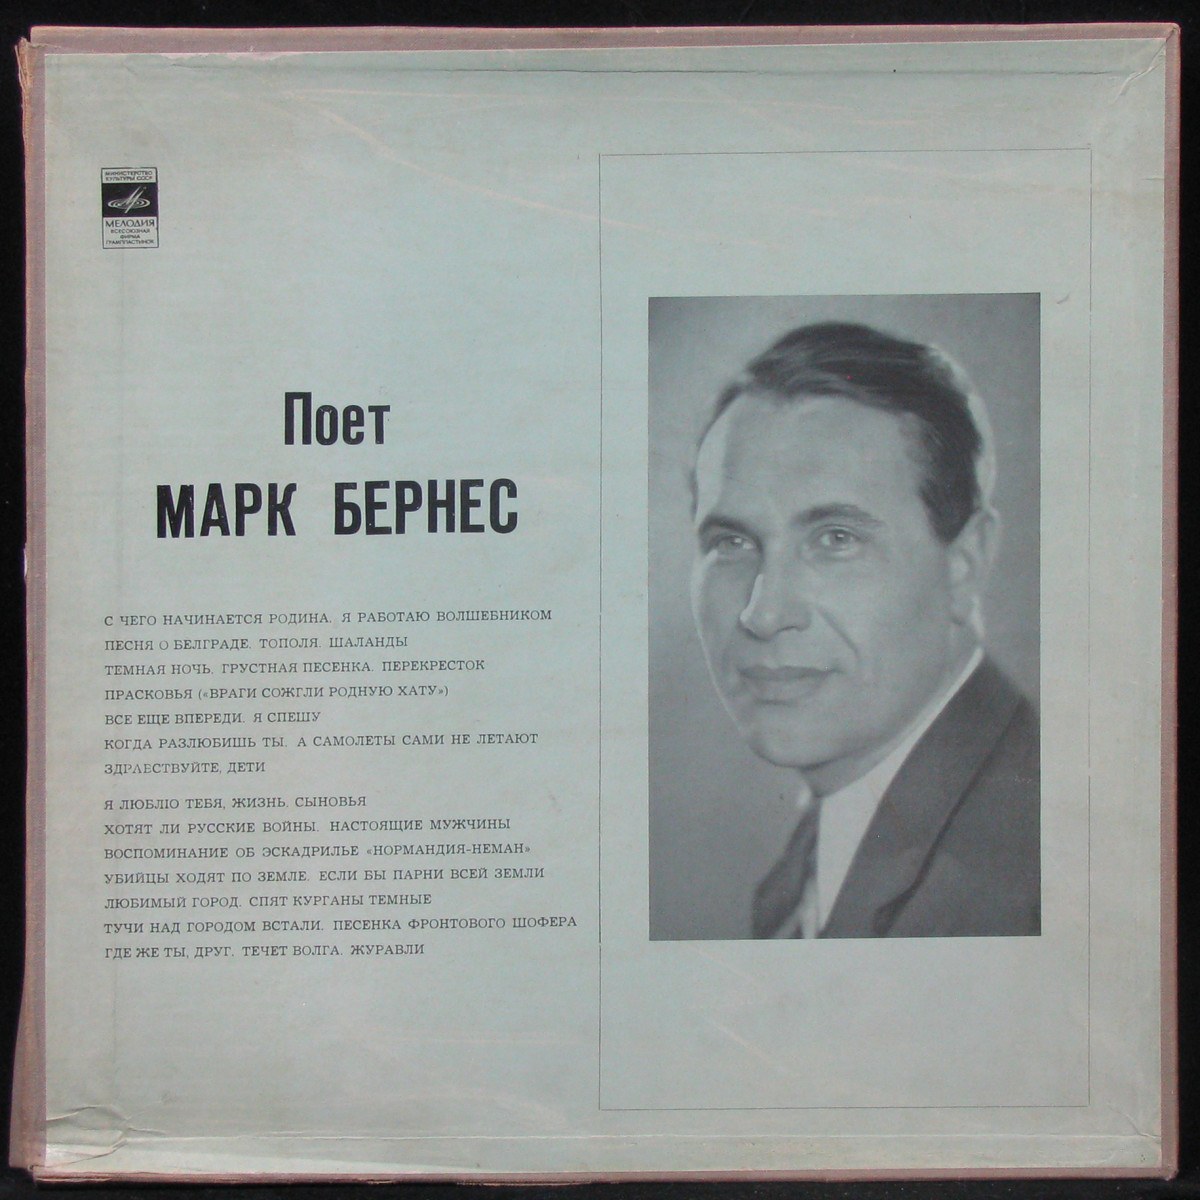 МИНИСТЕРСТВО
КУЛЬТУРЫ СССР
МЕЛОДИЯ
ВСЕСОЮЗНАЯ
ФИРМА
ГРАМПЛАСТИНОК
Поет
МАРК БЕРНЕС
С ЧЕГО НАЧИНАЕТСЯ РОДИНА. Я РАБОТАЮ ВОЛШЕБНИКОМ
ПЕСНЯ О БЕЛГРАДЕ. ТОПОЛЯ. ШАЛАНДЫ
ТЕМНАЯ НОЧЬ. ГРУСТНАЯ ПЕСЕНКА. ПЕРЕКРЕСТОК
ПРАСКОВЬЯ («ВРАГИ СОЖГЛИ РОДНУЮ ХАТУ»)
ВСЕ ЕЩЕ ВПЕРЕДИ. Я СПЕШУ
КОГДА РАЗЛЮБИШЬ ТЫ. А САМОЛЕТЫ САМИ НЕ ЛЕТАЮТ
ЗДРАВСТВУЙТЕ, ДЕТИ
Я ЛЮБЛЮ ТЕБЯ, ЖИЗНЬ. СЫНОВЬЯ
ХОТЯТ ЛИ РУССКИЕ ВОЙНЫ. НАСТОЯЩИЕ МУЖЧИНЫ
ВОСПОМИНАНИЕ ОБ ЭСКАДРИЛЬЕ «НОРМАНДИЯ-НЕМАН»
УБИЙЦЫ ХОДЯТ ПО ЗЕМЛЕ. ЕСЛИ БЫ ПАРНИ ВСЕЙ ЗЕМЛИ
ЛЮБИМЫЙ ГОРОД. СПЯТ КУРГАНЫ ТЕМНЫЕ
ТУЧИ НАД ГОРОДОМ ВСТАЛИ. ПЕСЕНКА ФРОНТОВОГО ШОФЕРА
ГДЕ ЖЕ ТЫ, ДРУГ. ТЕЧЕТ ВОЛГА. ЖУРАВЛИ